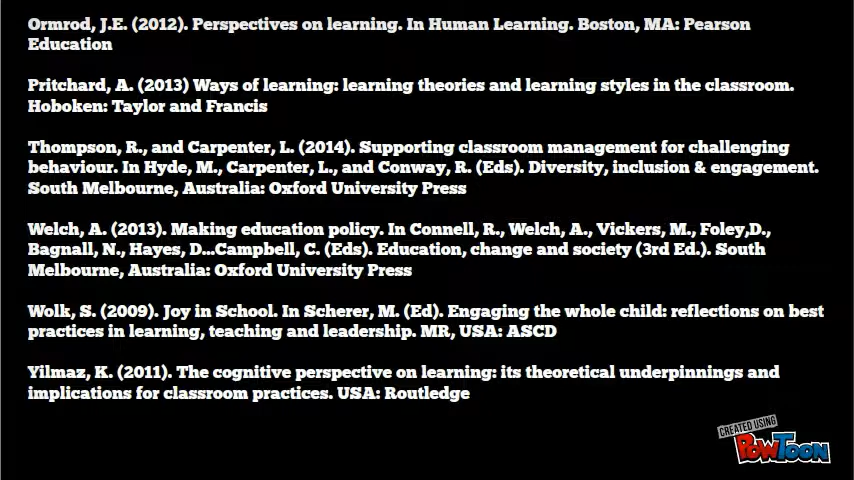 Ormrod, J.E. (2012). Perspectives on learning. In Human Learning. Boston, MA: Pearson
Education
Pritchard, A. (2013) Ways of learning: learning theories and learning styles in the classroom.
Hoboken: Taylor and Francis
Thompson, R., and Carpenter, L. (2014). Supporting classroom management for challenging
behaviour. In Hyde, M., Carpenter, L., and Conway, R. (Eds). Diversity, inclusion & engagement.
South Melbourne, Australia: Oxford University Press
Welch, A. (2013). Making education policy. In Connell, R., Welch, A., Vickers, M., Foley,D.,
Bagnall, N., Hayes, D...Campbell, C. (Eds). Education, change and society (3rd Ed.). South
Melbourne, Australia: Oxford University Press
Wolk, S. (2009). Joy in School. In Scherer, M. (Ed). Engaging the whole child: reflections on best
practices in learning, teaching and leadership. MR, USA: ASCD
Yilmaz, K. (2011). The cognitive perspective on learning: its theoretical underpinnings and
implications for classroom practices. USA: Routledge
CREATED USING
POWTOON